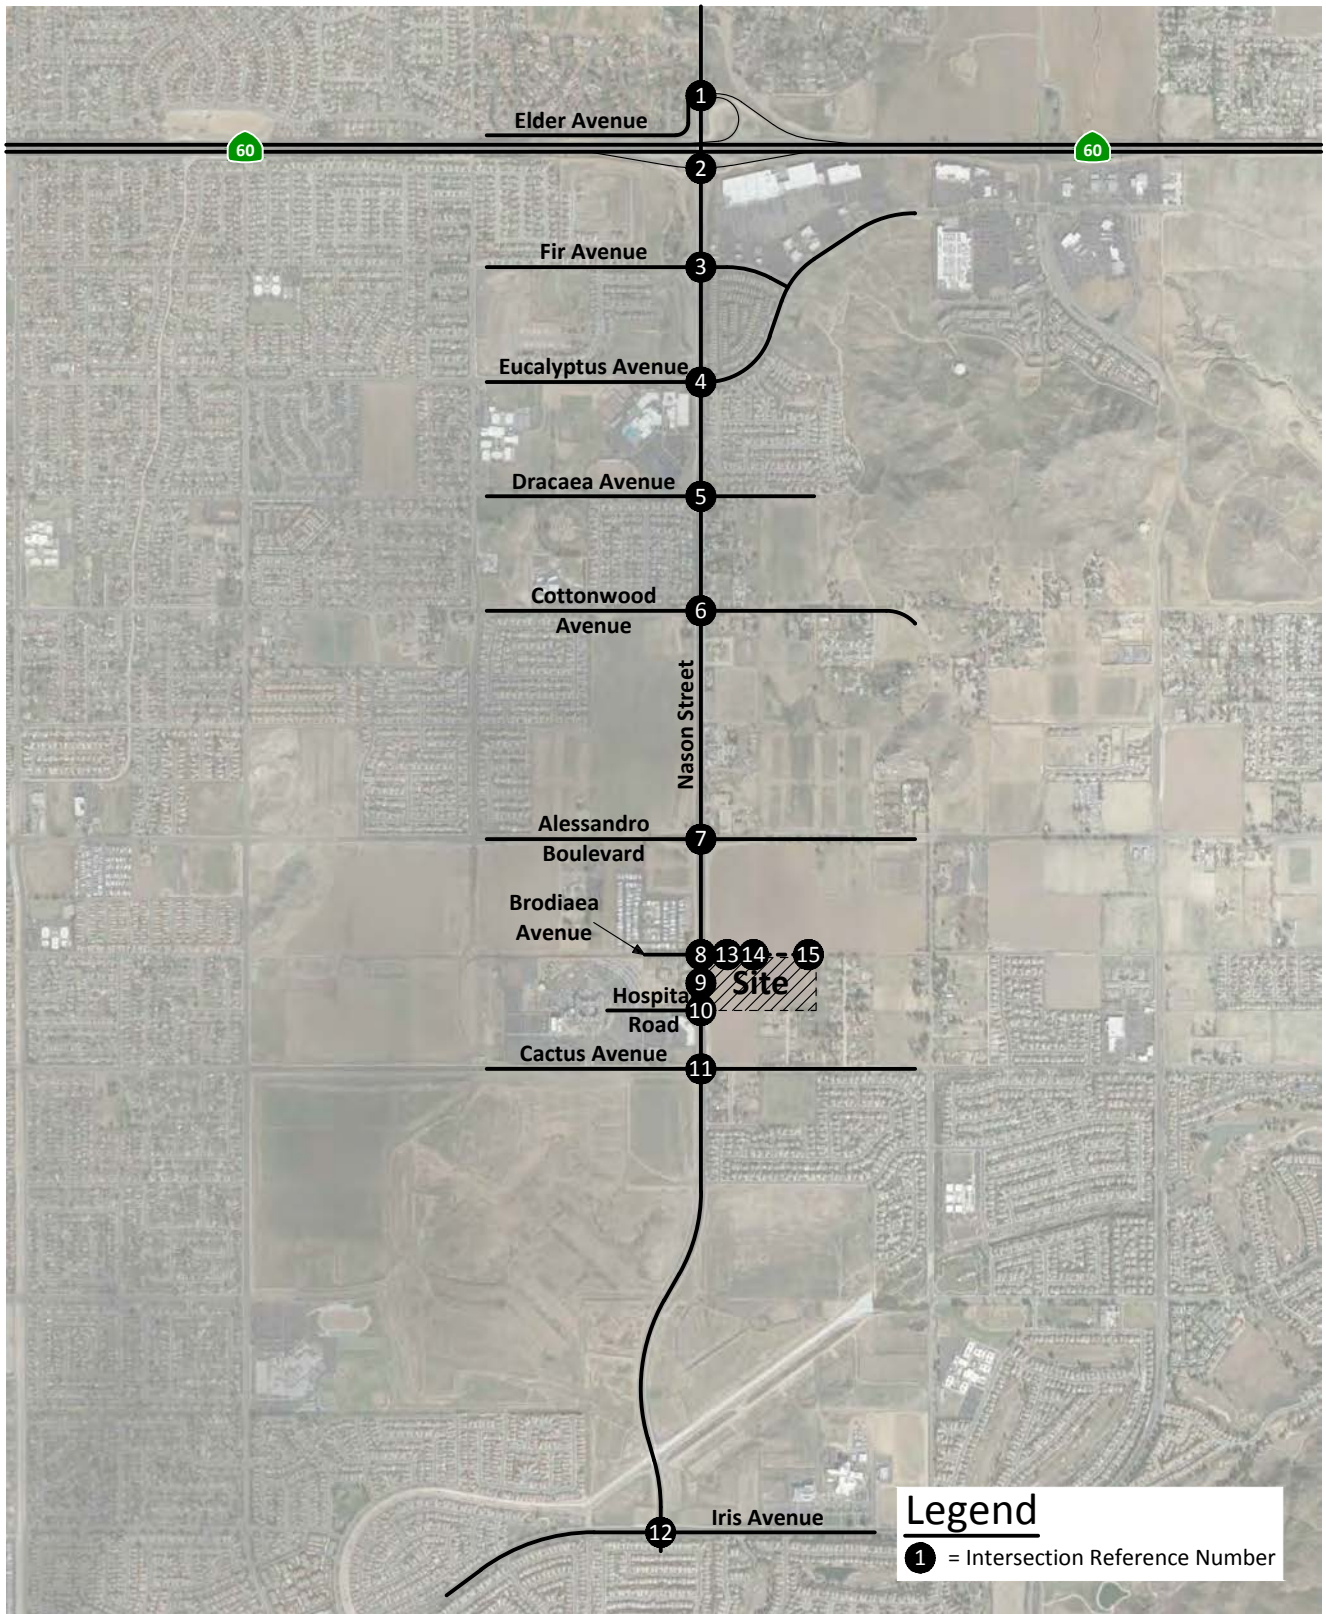 1
Elder Avenue
60
60
2
Fir Avenue
3
Eucalyptus Avenue
4
Dracaea Avenue
5
Cottonwood
Avenue
6
Nason Street
Alessandro
Boulevard
7
Brodiaea
Avenue
8
13
14
15
9
Site
Hospita
Road
10
Cactus Avenue
11
12
Iris Avenue
Legend
1 = Intersection Reference Number